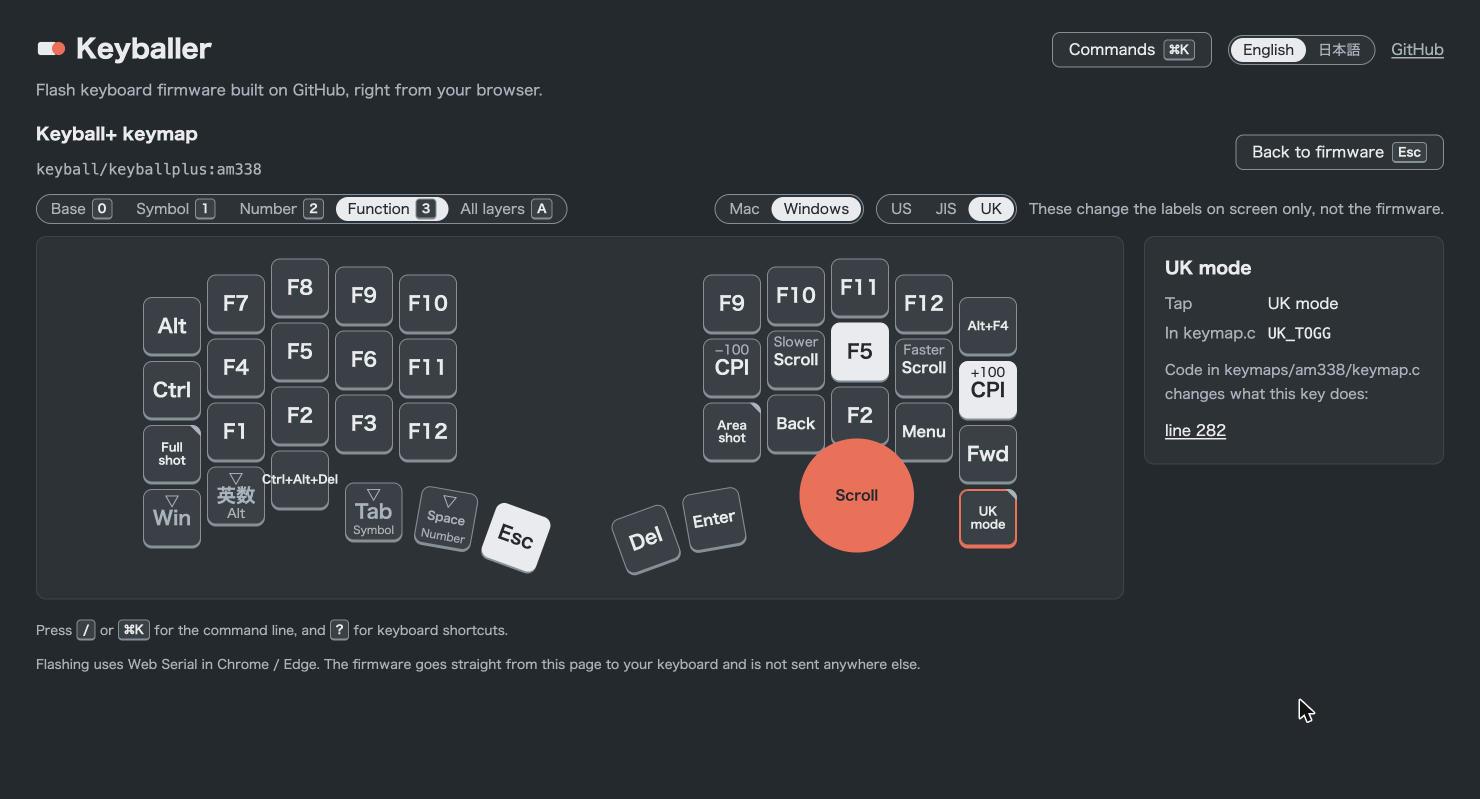 Keyballer
Commands ⌘K
English 日本語 GitHub
Flash keyboard firmware built on GitHub, right from your browser.
Keyball+ keymap
keyball/keyballplus:am338
Back to firmware Esc
Base 0 Symbol 1 Number 2 Function 3 All layers A
Mac Windows US JIS UK These change the labels on screen only, not the firmware.
Alt F7 F8 F9 F10
Ctrl F4 F5 F6 F11
Full shot F1 F2 F3 F12
▽ Win ▽ 英数 Alt Ctrl+Alt+Del ▽ Tab Symbol ▽ Space Number Esc
F9 F10 F11 F12 Alt+F4
−100 CPI Slower Scroll F5 Faster Scroll +100 CPI
Area shot Back F2 Menu Fwd
Del Enter Scroll UK mode
UK mode
Tap UK mode
In keymap.c UK_TOGG
Code in keymaps/am338/keymap.c
changes what this key does:
line 282
Press / or ⌘K for the command line, and ? for keyboard shortcuts.
Flashing uses Web Serial in Chrome / Edge. The firmware goes straight from this page to your keyboard and is not sent anywhere else.